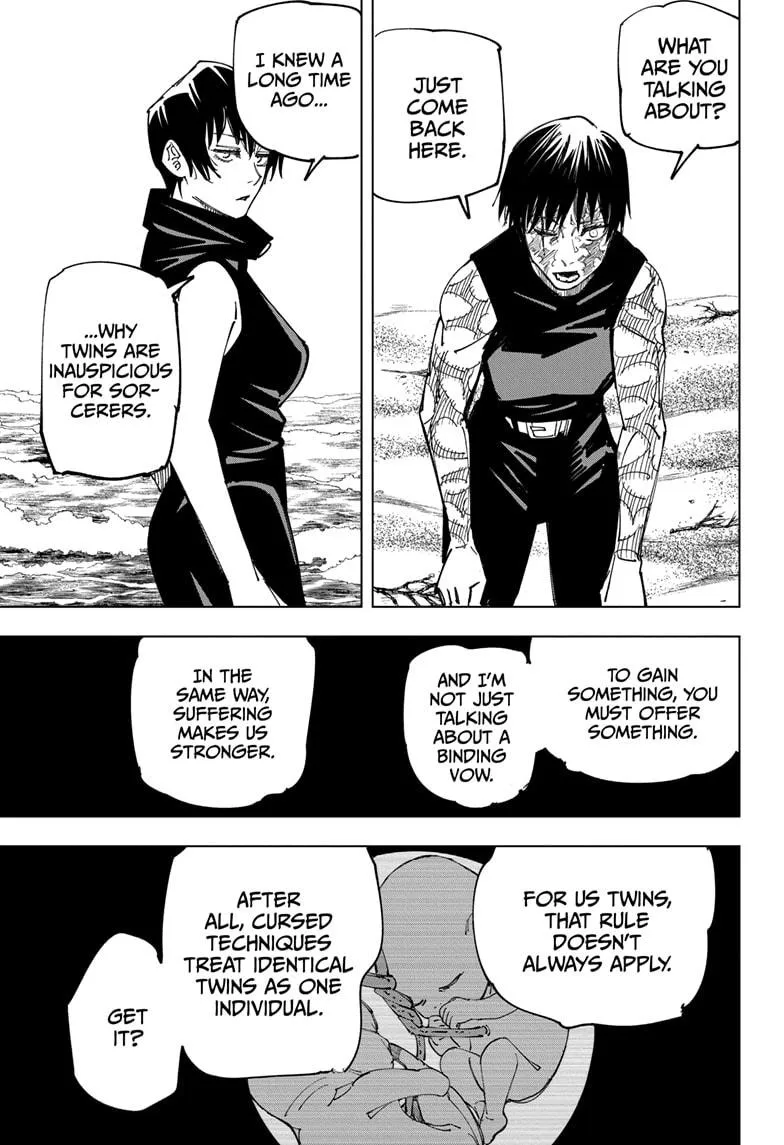 WHAT
ARE YOU
TALKING
ABOUT?
JUST
COME
BACK
HERE.
I KNEW A
LONG TIME
AGO...
...WHY
TWINS ARE
INAUSPICIOUS
FOR SOR-
CERERS.
TO GAIN
SOMETHING, YOU
MUST OFFER
SOMETHING.
AND I'M
NOT JUST
TALKING
ABOUT A
BINDING
VOW.
IN THE
SAME WAY,
SUFFERING
MAKES US
STRONGER.
FOR US TWINS,
THAT RULE
DOESN'T
ALWAYS APPLY.
AFTER
ALL, CURSED
TECHNIQUES
TREAT IDENTICAL
TWINS AS ONE
INDIVIDUAL.
GET
IT?